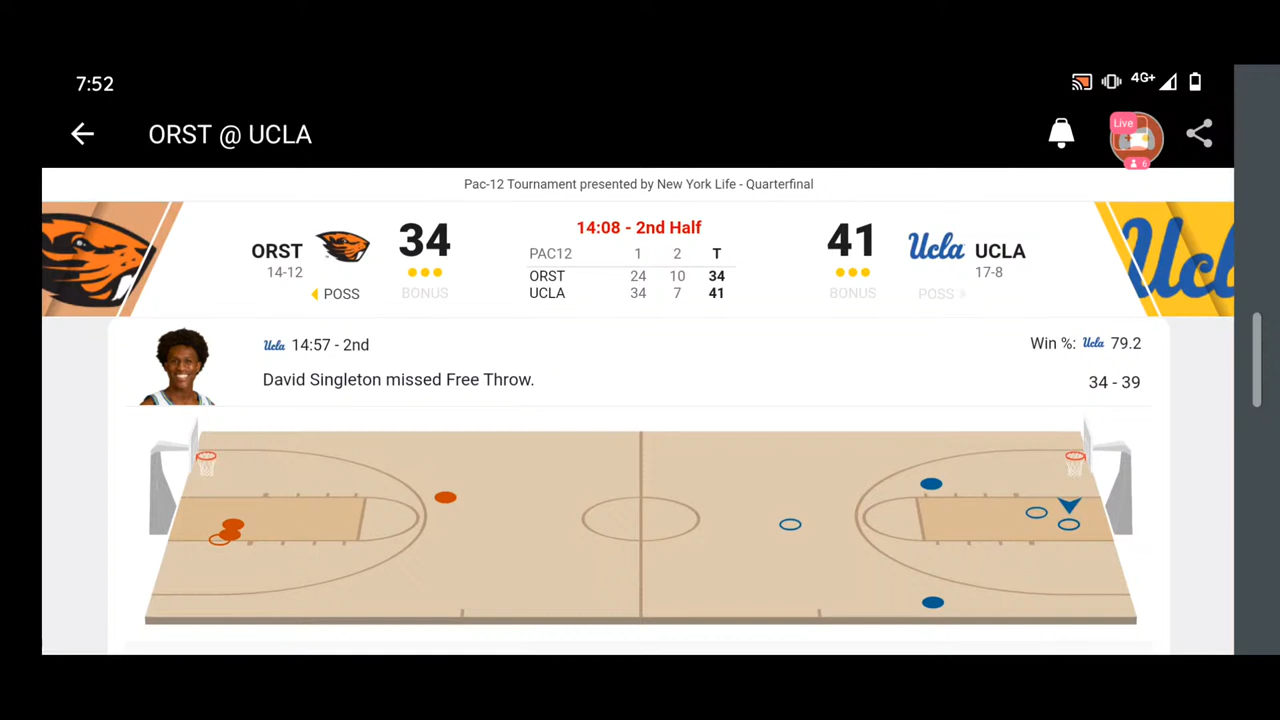 7:52
4G+
ORST @ UCLA
Live
6
Pac-12 Tournament presented by New York Life - Quarterfinal
ORST
14-12
POSS
34
BONUS
14:08 - 2nd Half
PAC12 1 2 T
ORST 24 10 34
UCLA 34 7 41
41
BONUS
Ucla UCLA
17-8
POSS
Ucla
Ucla 14:57 - 2nd
Win %: Ucla 79.2
David Singleton missed Free Throw.
34 - 39